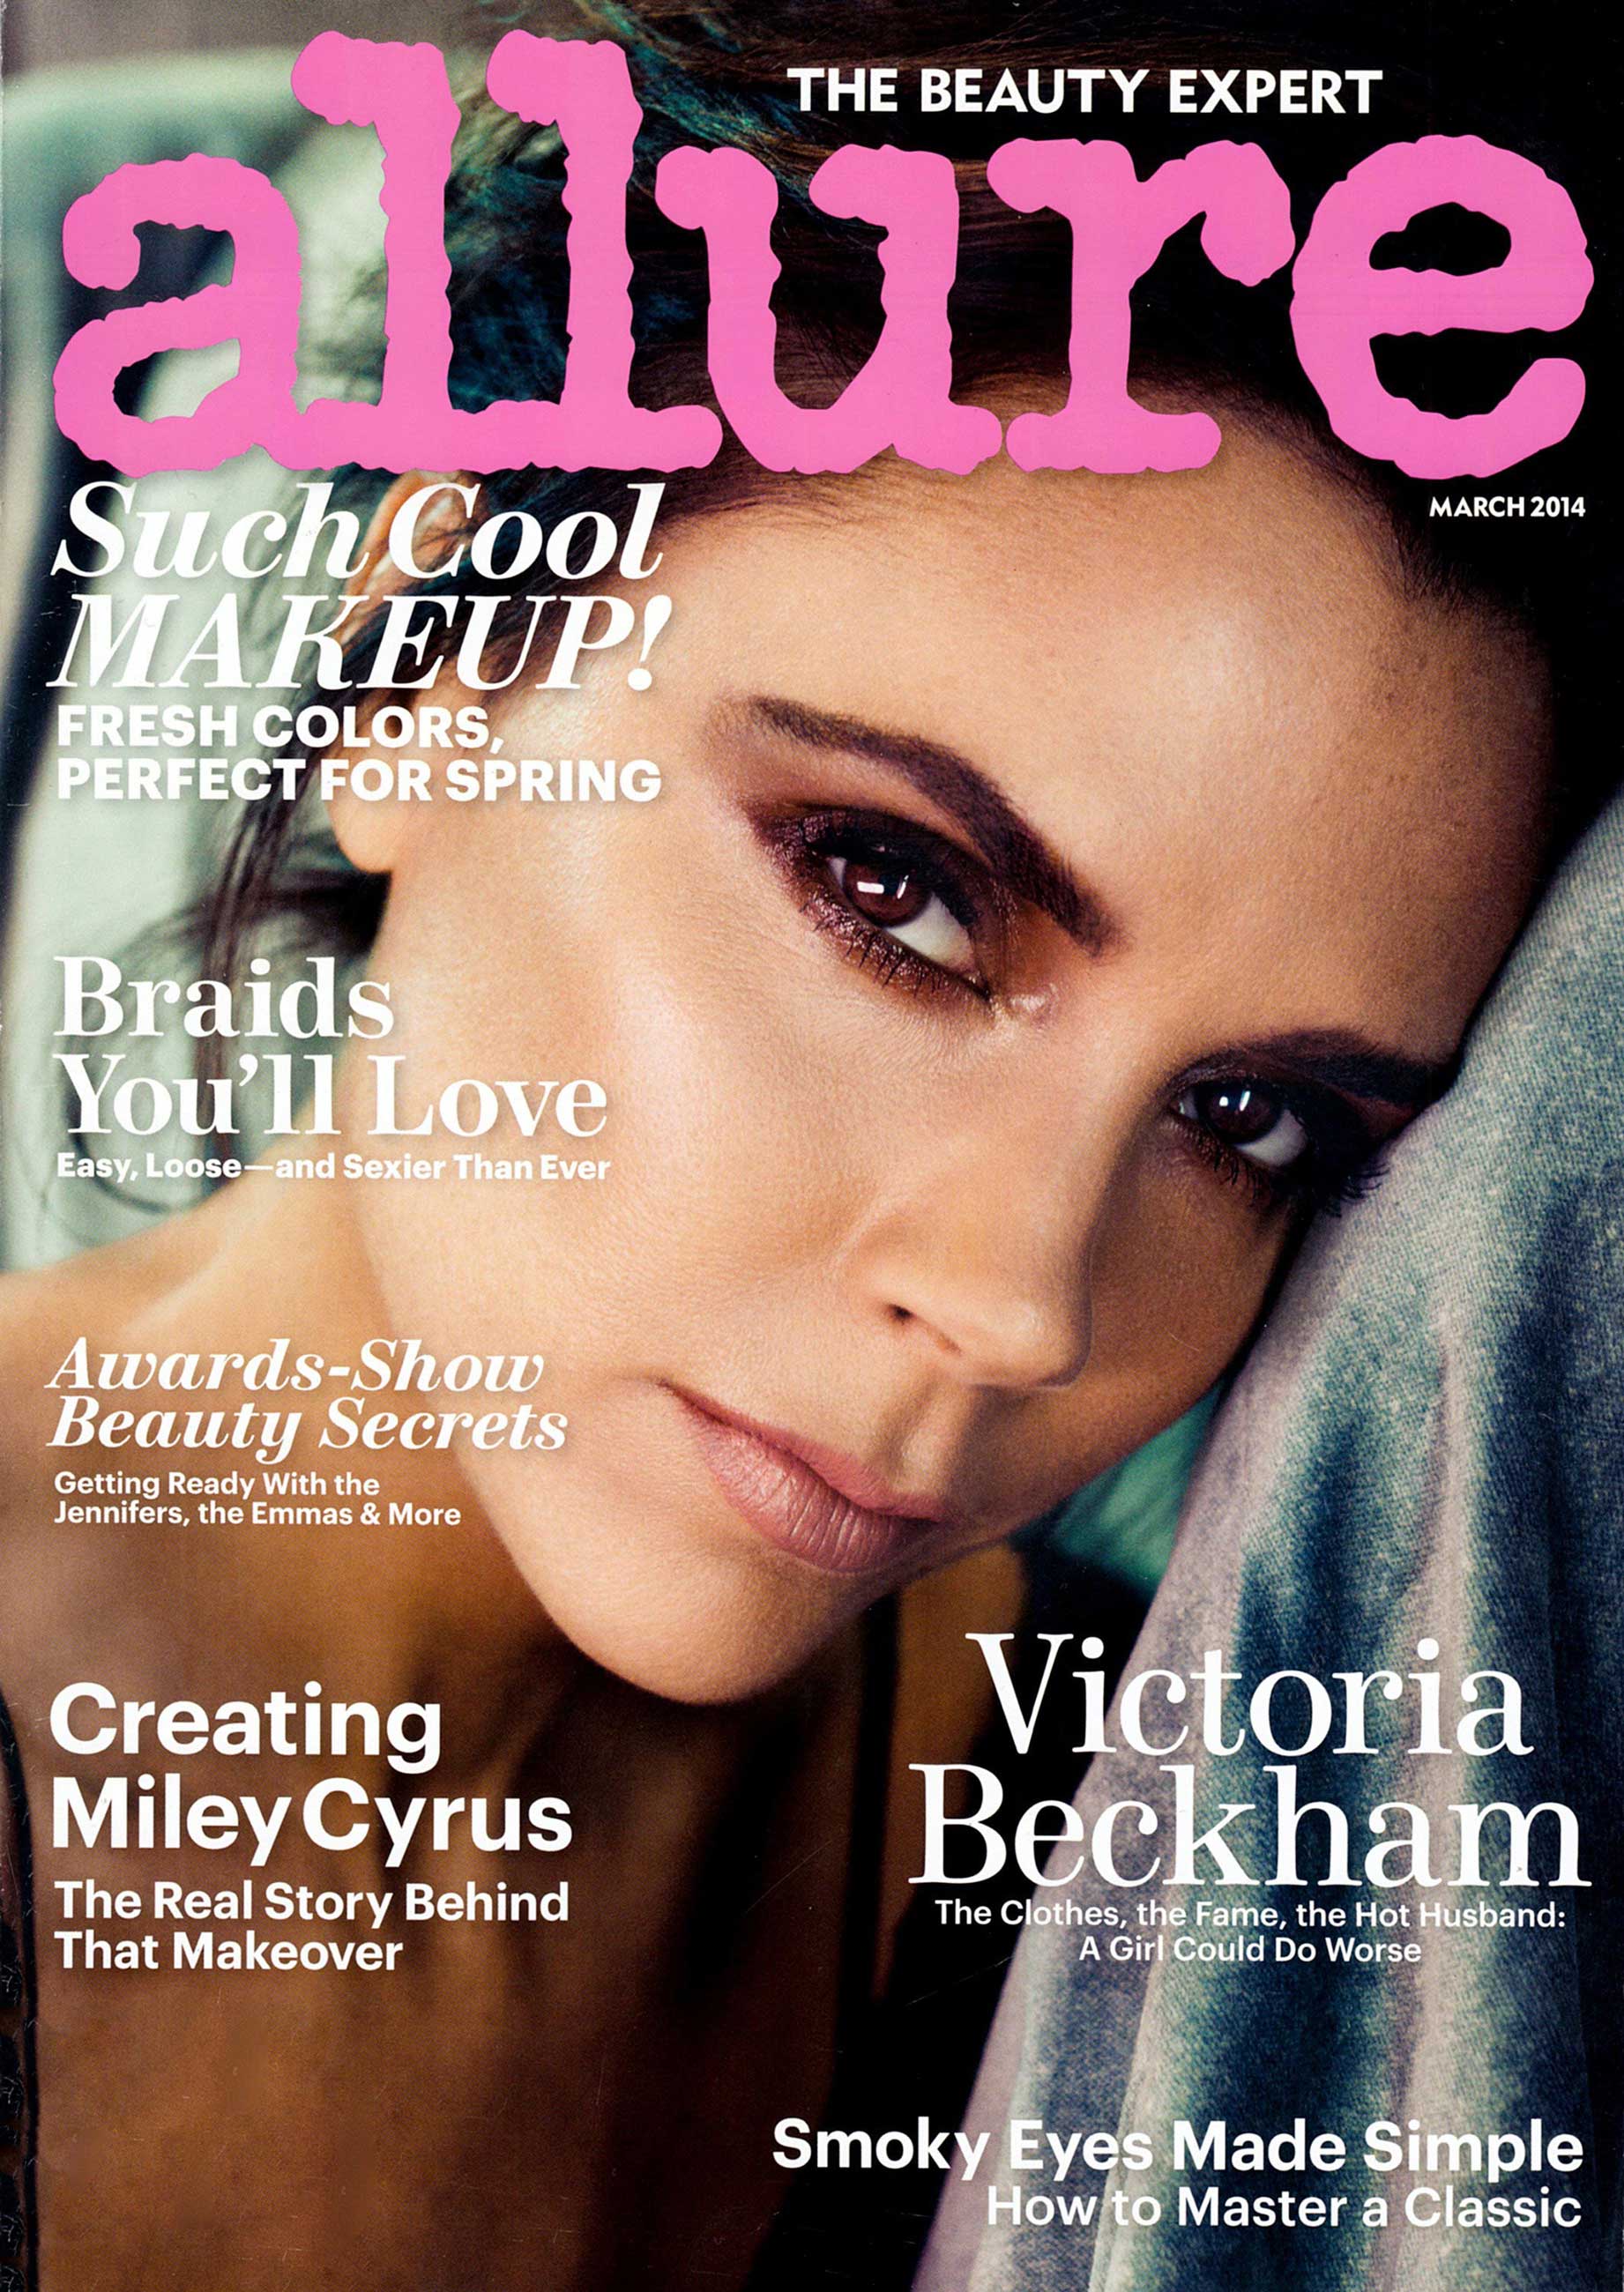 THE BEAUTY EXPERT
allure
MARCH 2014
Such Cool
MAKEUP!
FRESH COLORS,
PERFECT FOR SPRING
Braids
You'll Love
Easy, Loose—and Sexier Than Ever
Awards-Show
Beauty Secrets
Getting Ready With the
Jennifers, the Emmas & More
Creating
Miley Cyrus
The Real Story Behind
That Makeover
Victoria
Beckham
The Clothes, the Fame, the Hot Husband:
A Girl Could Do Worse
Smoky Eyes Made Simple
How to Master a Classic